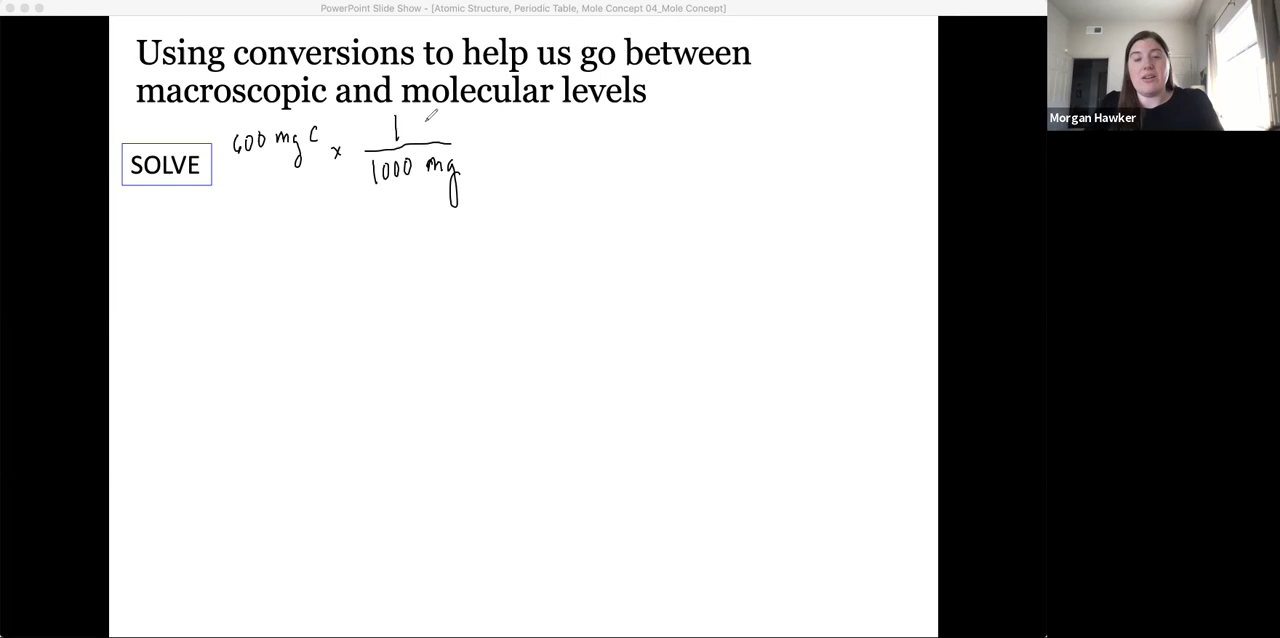 PowerPoint Slide Show - [Atomic Structure, Periodic Table, Mole Concept 04_Mole Concept]
Using conversions to help us go between
macroscopic and molecular levels
SOLVE
600 mg C x 1
1000 mg
Morgan Hawker